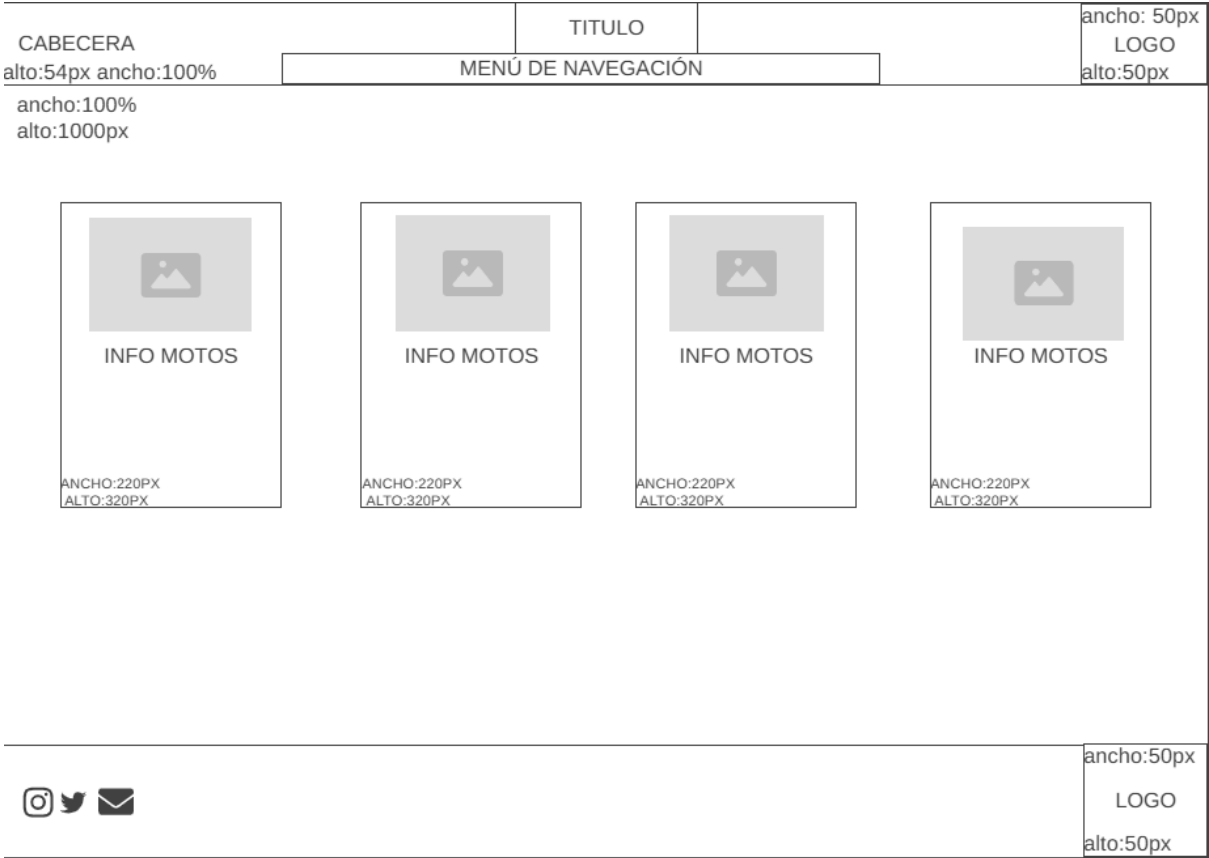 TITULO
ancho: 50px
LOGO
alto:50px
CABECERA
alto:54px ancho:100%
MENÚ DE NAVEGACIÓN
ancho:100%
alto:1000px
INFO MOTOS
ANCHO:220PX
ALTO:320PX
INFO MOTOS
ANCHO:220PX
ALTO:320PX
INFO MOTOS
ANCHO:220PX
ALTO:320PX
INFO MOTOS
ANCHO:220PX
ALTO:320PX
ancho:50px
LOGO
alto:50px